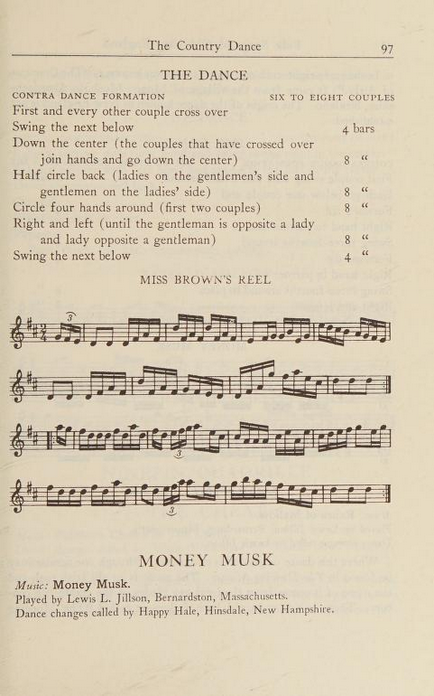 The Country Dance 97
THE DANCE
CONTRA DANCE FORMATION SIX TO EIGHT COUPLES
First and every other couple cross over
Swing the next below 4 bars
Down the center (the couples that have crossed over
join hands and go down the center) 8 “
Half circle back (ladies on the gentlemen's side and
gentlemen on the ladies' side) 8 “
Circle four hands around (first two couples) 8 “
Right and left (until the gentleman is opposite a lady
and lady opposite a gentleman) 8 “
Swing the next below 4 “
MISS BROWN'S REEL
3
2
4
3
3
MONEY MUSK
Music: Money Musk.
Played by Lewis L. Jillson, Bernardston, Massachusetts.
Dance changes called by Happy Hale, Hinsdale, New Hampshire.